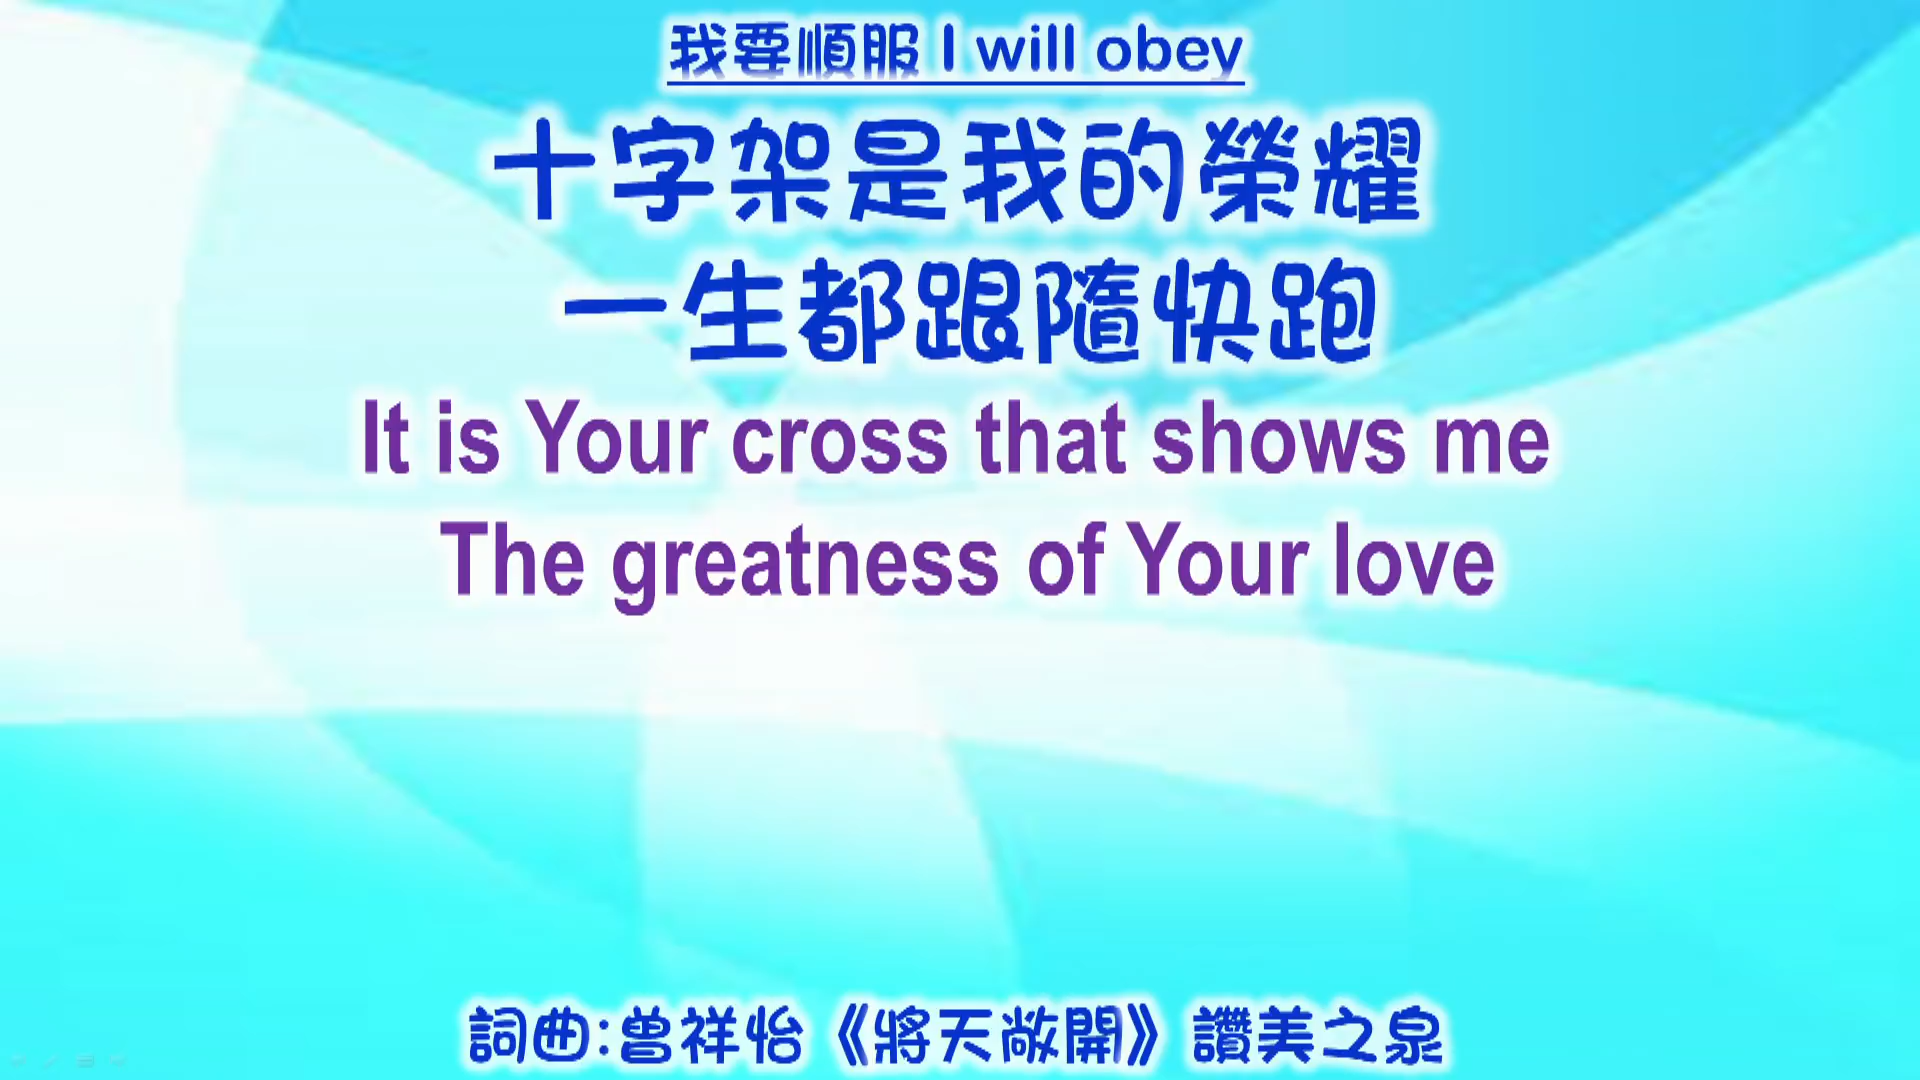 我要順服 I will obey
十字架是我的榮耀
一生都跟隨快跑
It is Your cross that shows me
The greatness of Your love
詞曲:曾祥怡《將天敞開》讚美之泉